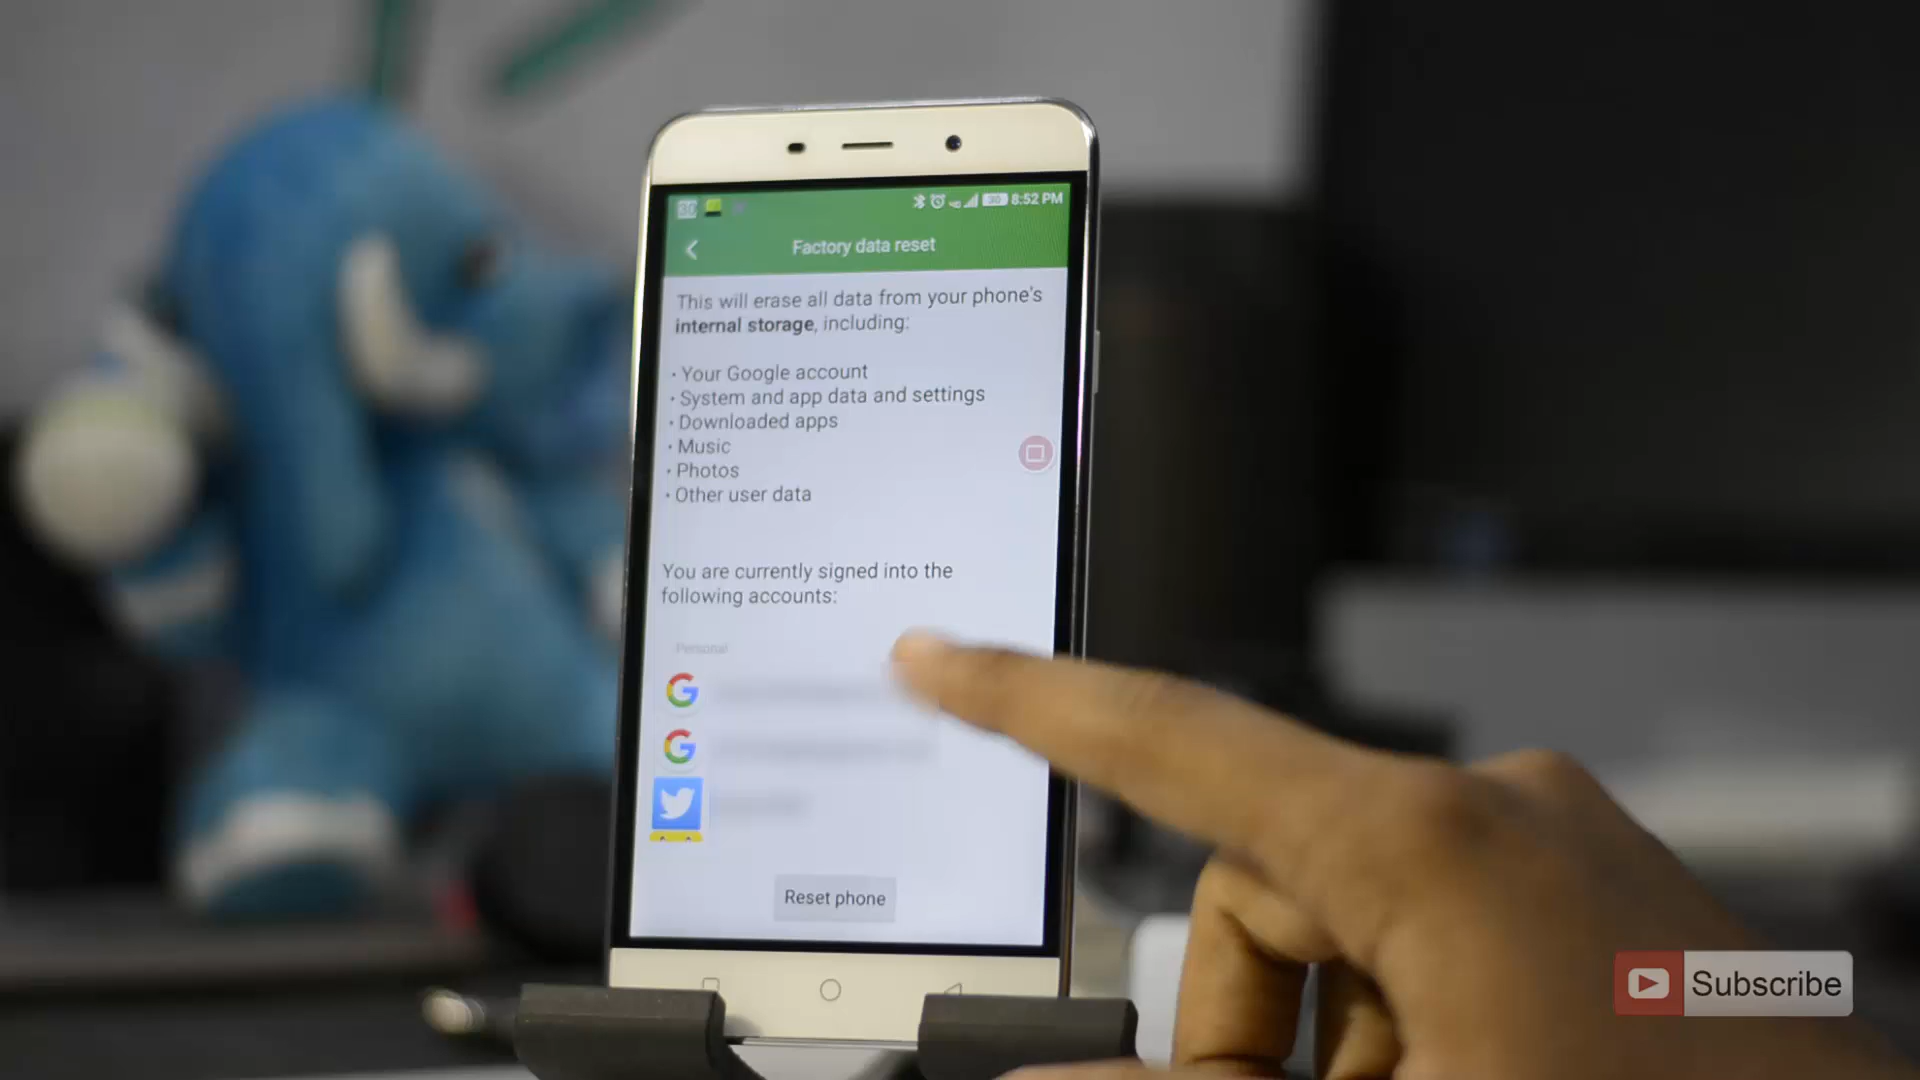 30 8:52 PM
Factory data reset
This will erase all data from your phone's
internal storage, including:
• Your Google account
• System and app data and settings
• Downloaded apps
• Music
• Photos
• Other user data
You are currently signed into the
following accounts:
Personal
Reset phone
Subscribe